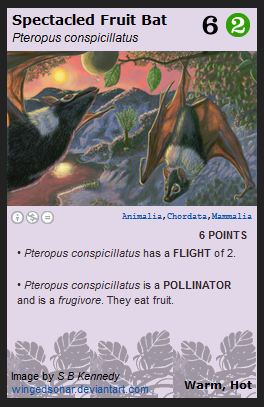 Spectacled Fruit Bat 6 2
Pteropus conspicillatus
Animalia,Chordata,Mammalia
6 POINTS
• Pteropus conspicillatus has a FLIGHT of 2.
• Pteropus conspicillatus is a POLLINATOR
and is a frugivore. They eat fruit.
Image by S B Kennedy
wingedsonar.deviantart.com
Warm, Hot